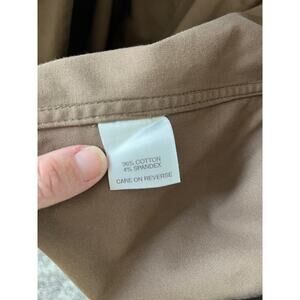 96% COTTON
4% SPANDEX
CARE ON REVERSE